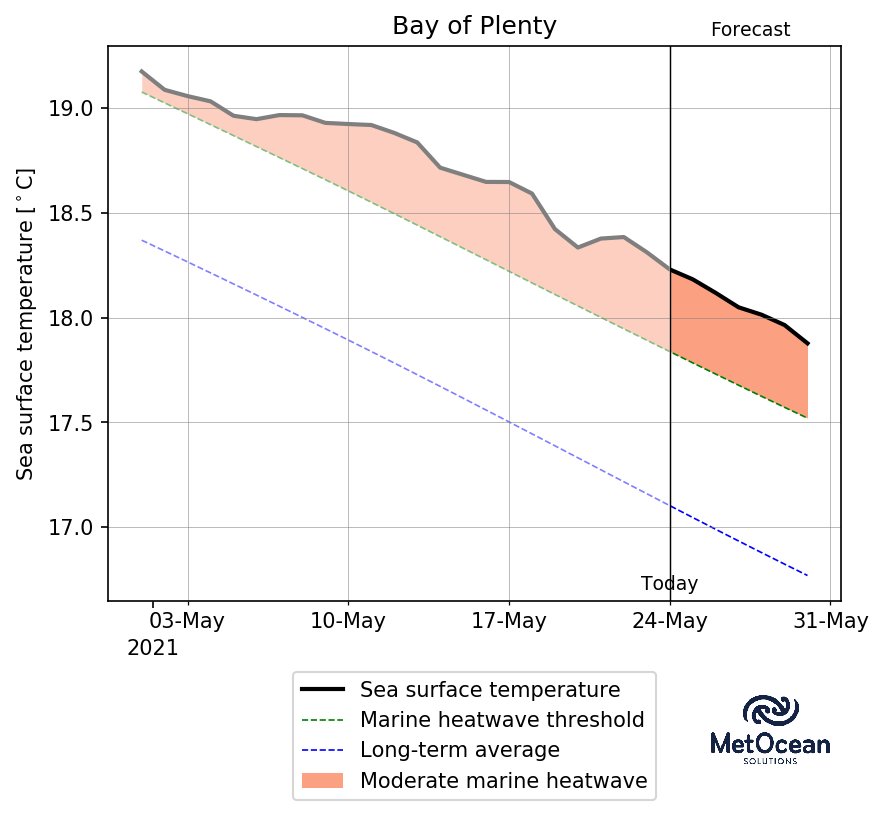 Bay of Plenty
Forecast
Sea surface temperature [°C]
19.0
18.5
18.0
17.5
17.0
Today
03-May
10-May
17-May
24-May
31-May
2021
Sea surface temperature
Marine heatwave threshold
Long-term average
Moderate marine heatwave
MetOcean
SOLUTIONS